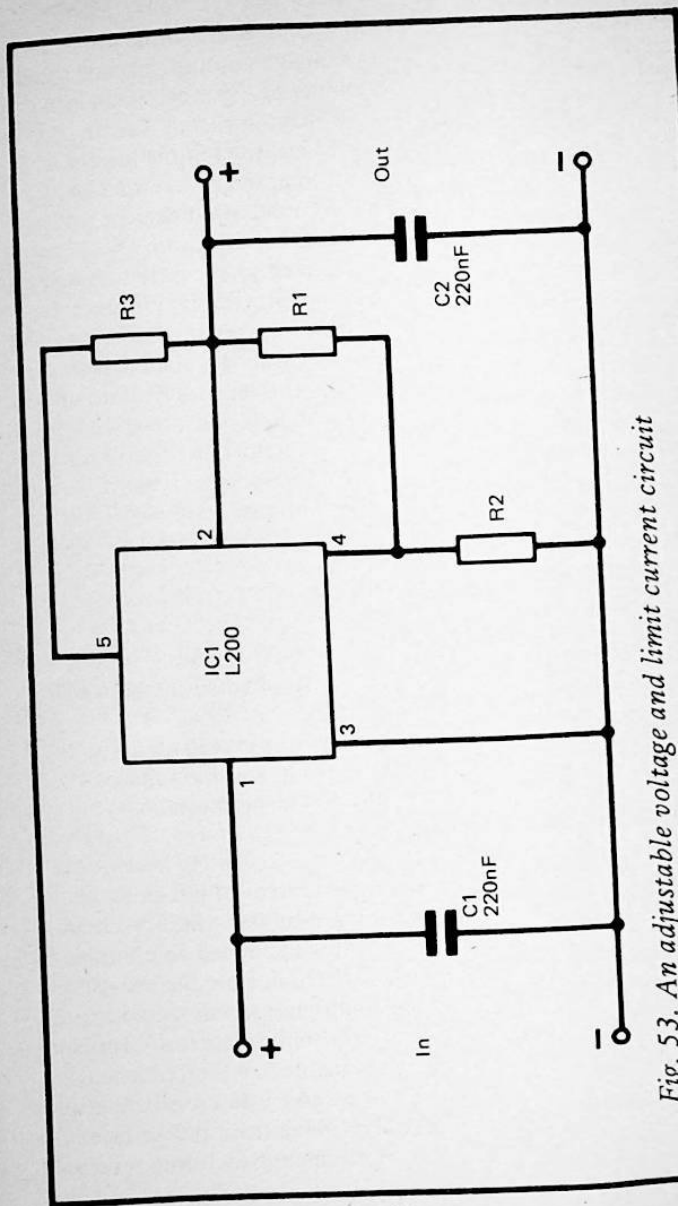 R3
5
+
IC1
L200
2
R1
Out
1
4
+
C2
220nF
3
R2
In
C1
220nF
−
−
Fig. 53. An adjustable voltage and limit current circuit